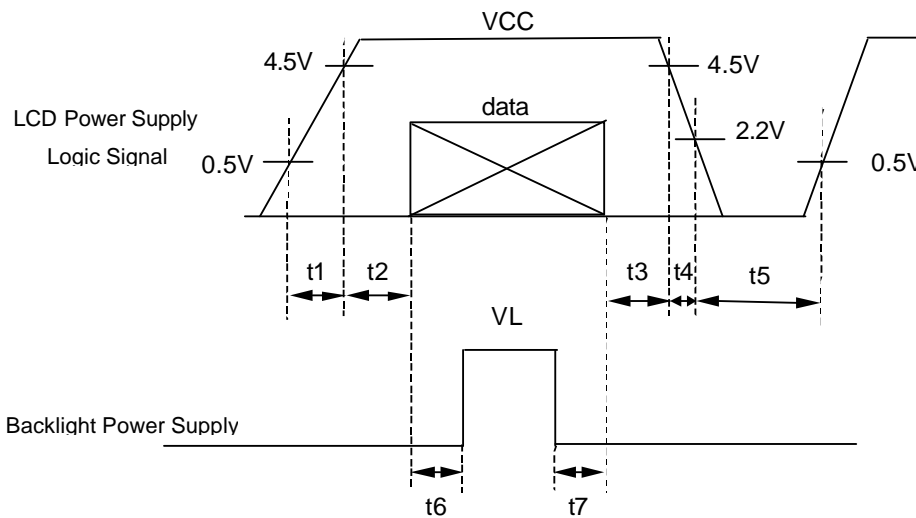 VCC
4.5V
4.5V
LCD Power Supply
data
2.2V
Logic Signal
0.5V
0.5V
t1
t2
t3
t4
t5
VL
Backlight Power Supply
t6
t7